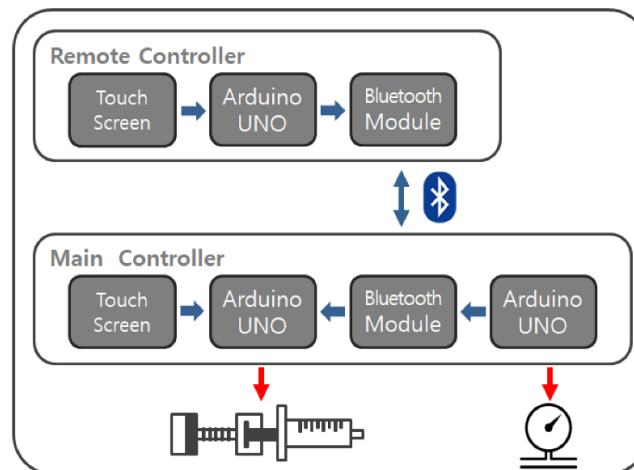 Remote Controller
Touch
Screen
Arduino
UNO
Bluetooth
Module
Main Controller
Touch
Screen
Arduino
UNO
Bluetooth
Module
Arduino
UNO